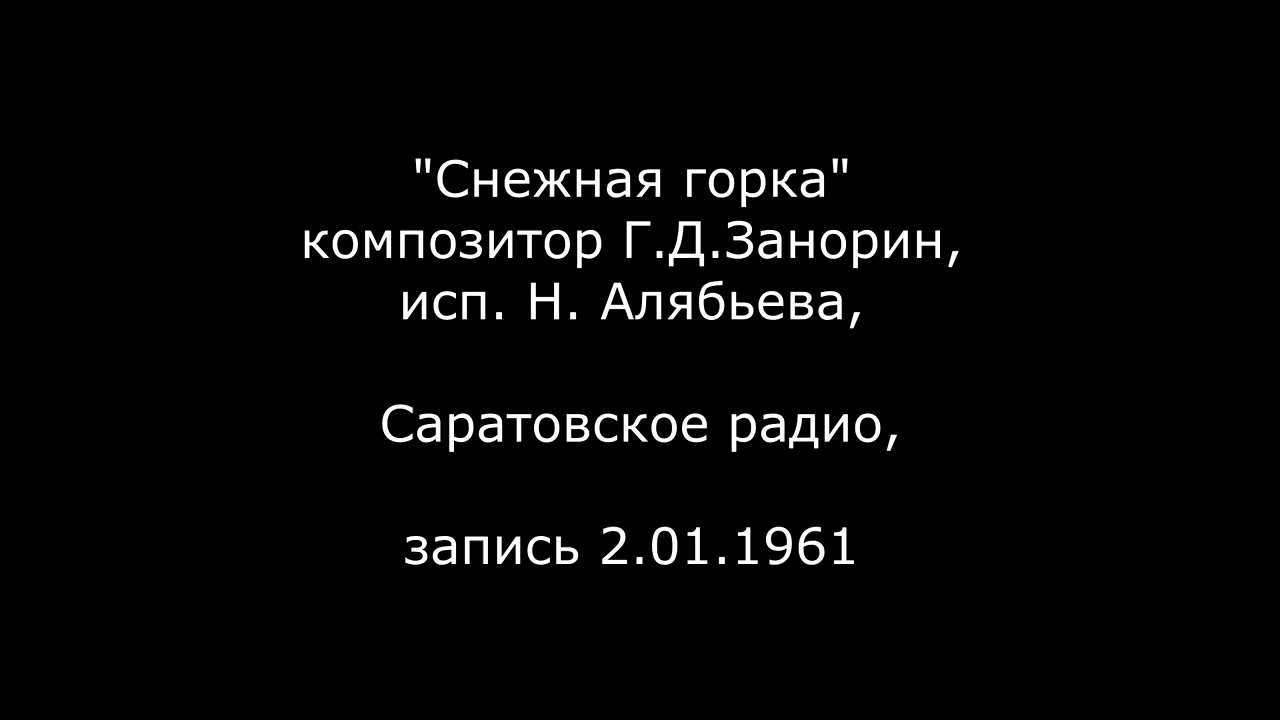 "Снежная горка"
композитор Г.Д.Занорин,
исп. Н. Алябьева,
Саратовское радио,
запись 2.01.1961